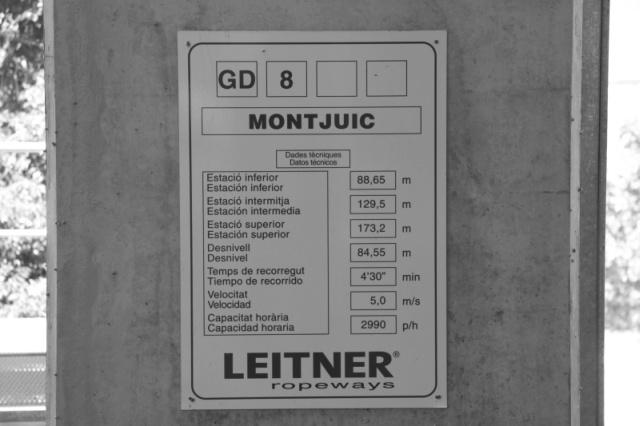 GD 8
MONTJUIC
Dades tècniques
Datos técnicos
Estació inferior
Estación inferior
88,65 m
Estació intermitja
Estación intermedia
129,5 m
Estació superior
Estación superior
173,2 m
Desnivell
Desnivel
84,55 m
Temps de recorregut
Tiempo de recorrido
4'30" min
Velocitat
Velocidad
5,0 m/s
Capacitat horària
Capacidad horaria
2990 p/h
LEITNER®
ropeways